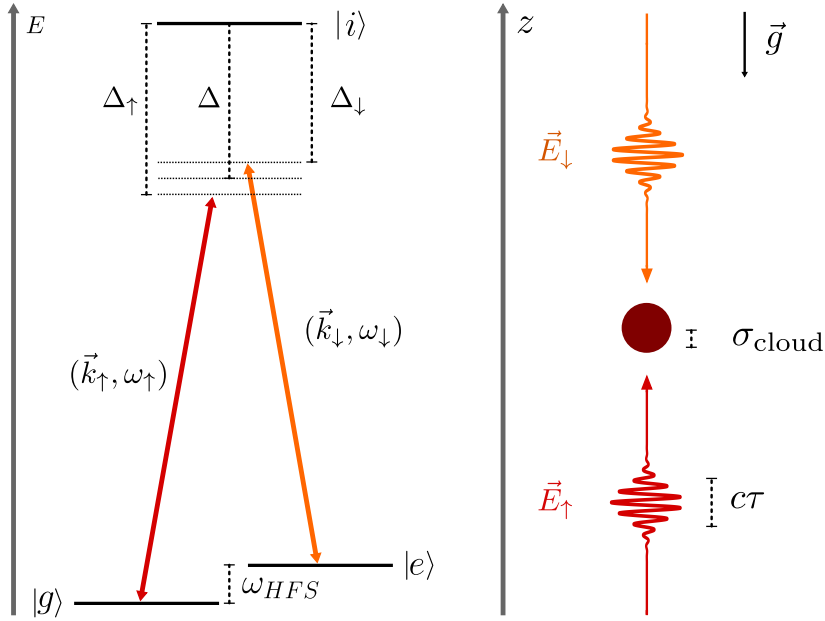 E
|i⟩
Δ↑
Δ
Δ↓
(k⃗↑, ω↑)
(k⃗↓, ω↓)
|g⟩
ω_HFS
|e⟩
z
g⃗
E⃗↓
σ_cloud
E⃗↑
cτ